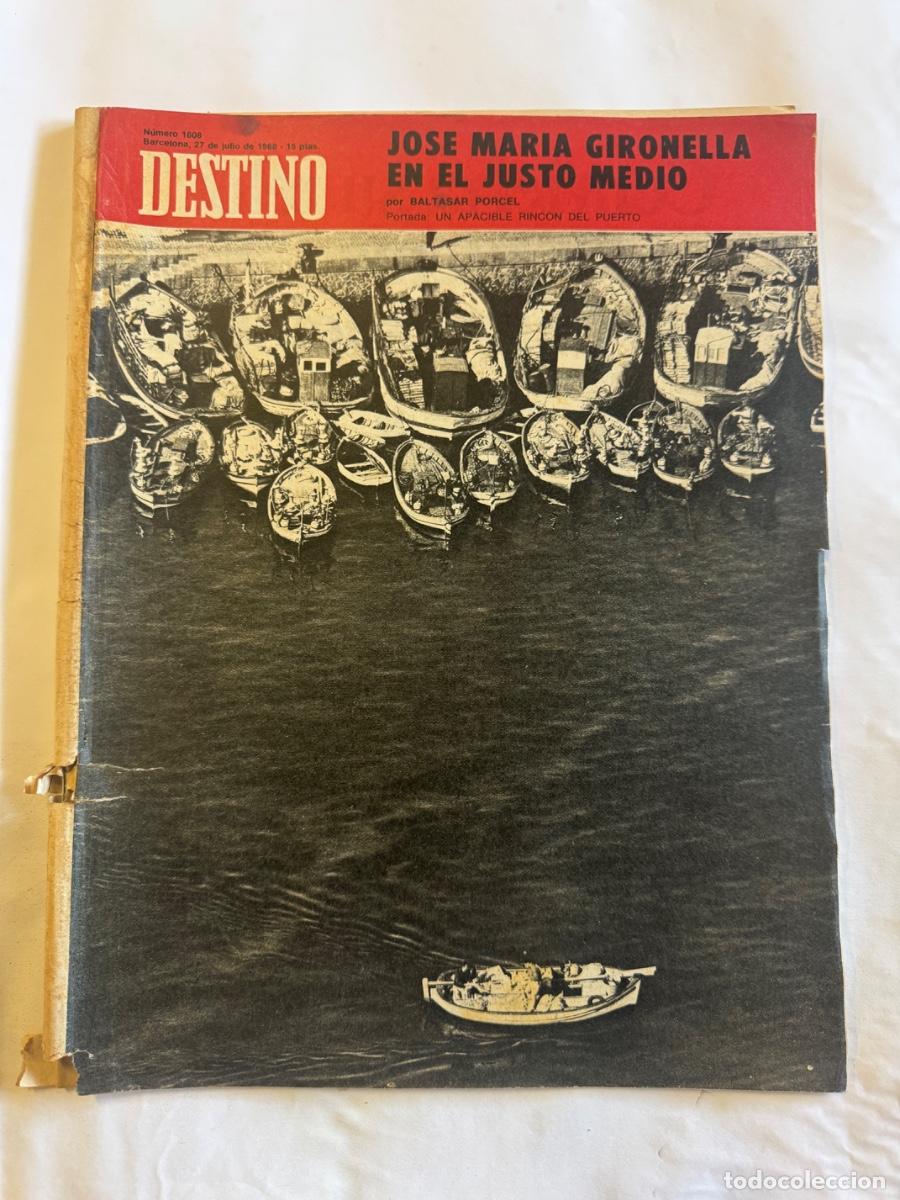 Número 1608
Barcelona, 27 de julio de 1968 - 15 ptas.
DESTINO
JOSE MARIA GIRONELLA
EN EL JUSTO MEDIO
por BALTASAR PORCEL
Portada: UN APACIBLE RINCON DEL PUERTO
todocoleccion